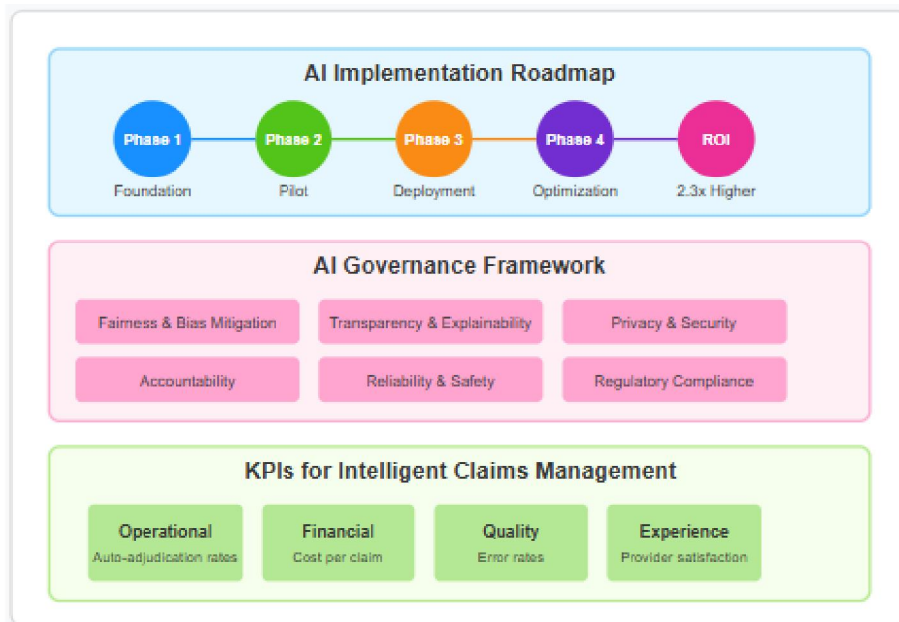 AI Implementation Roadmap
Phase 1
Phase 2
Phase 3
Phase 4
ROI
Foundation
Pilot
Deployment
Optimization
2.3x Higher
AI Governance Framework
Fairness & Bias Mitigation
Transparency & Explainability
Privacy & Security
Accountability
Reliability & Safety
Regulatory Compliance
KPIs for Intelligent Claims Management
Operational
Auto-adjudication rates
Financial
Cost per claim
Quality
Error rates
Experience
Provider satisfaction